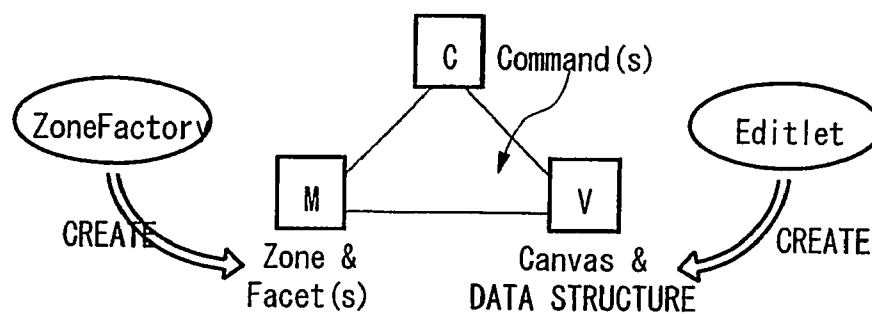 C Command(s)
ZoneFactory
Editlet
M
V
CREATE
CREATE
Zone &
Facet(s)
Canvas &
DATA STRUCTURE